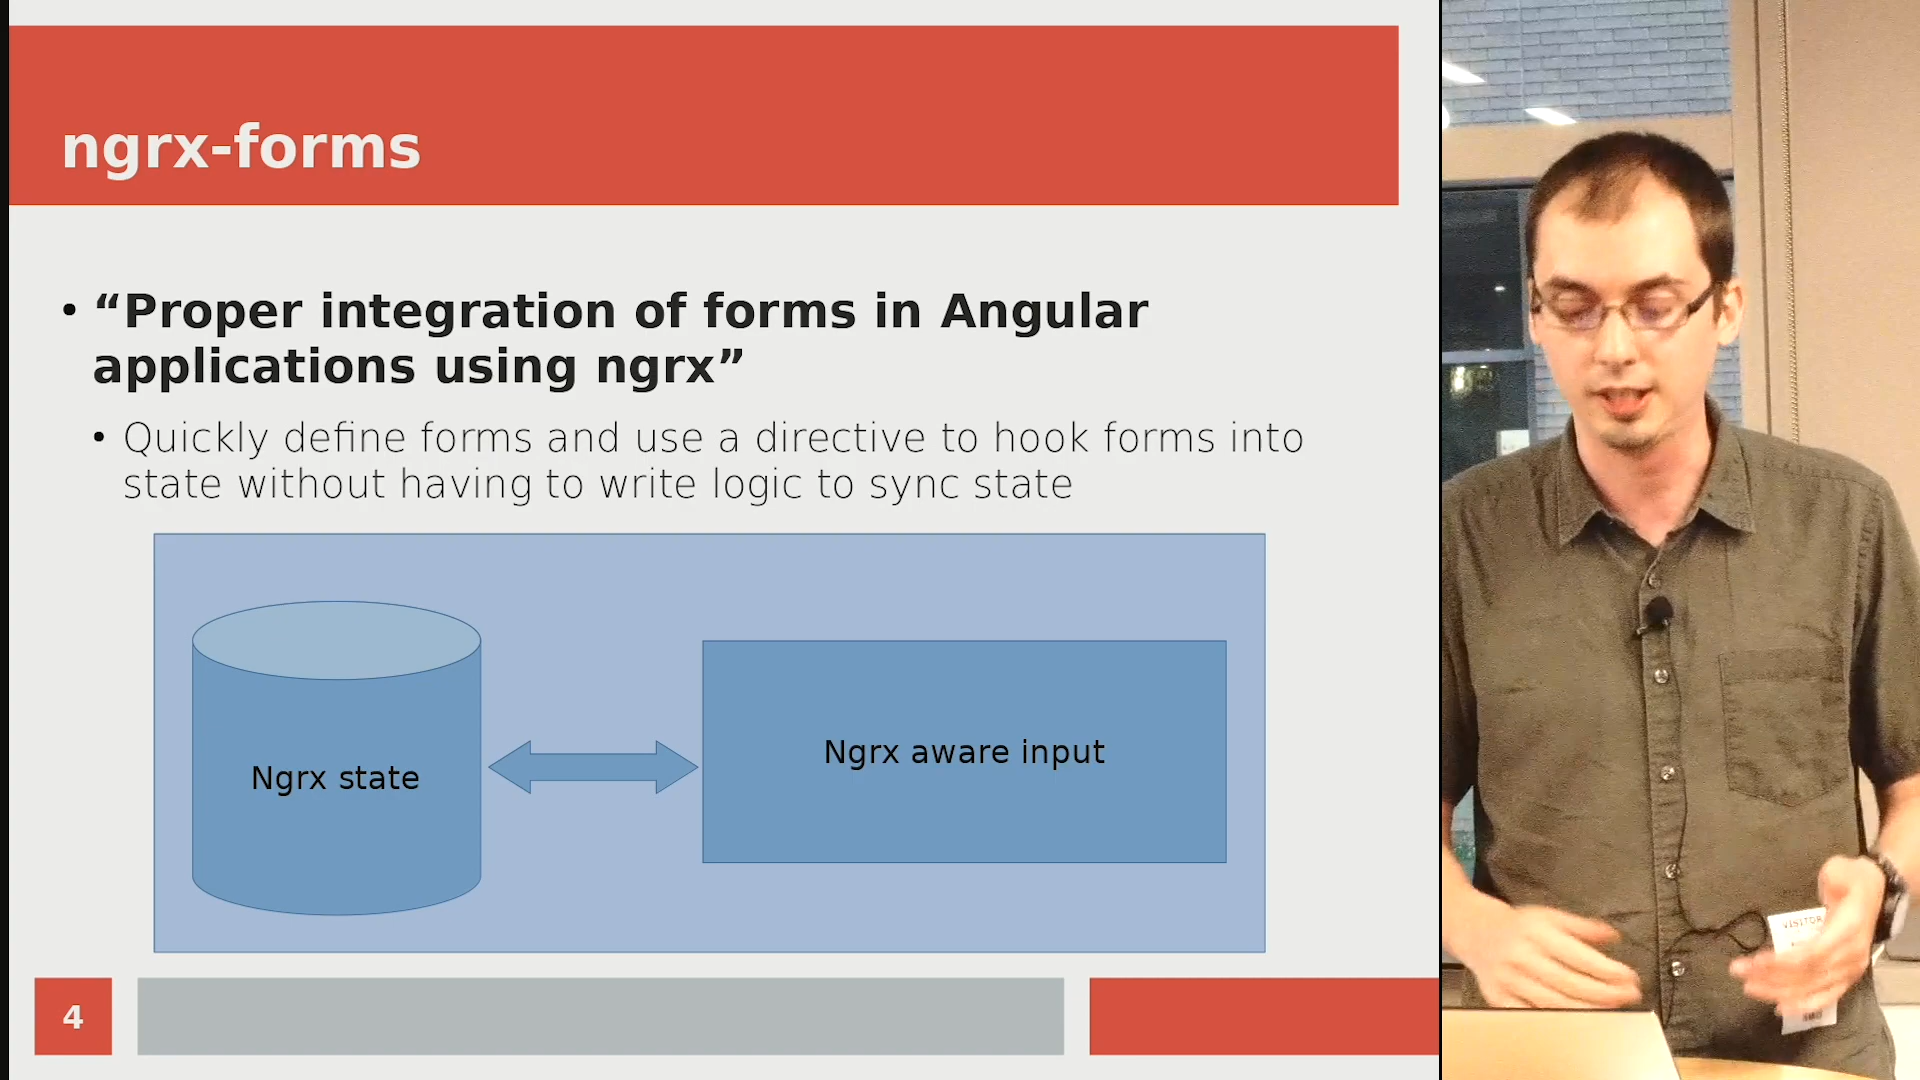 ngrx-forms
• “Proper integration of forms in Angular
applications using ngrx”
• Quickly define forms and use a directive to hook forms into
state without having to write logic to sync state
Ngrx state
Ngrx aware input
4
VISITOR